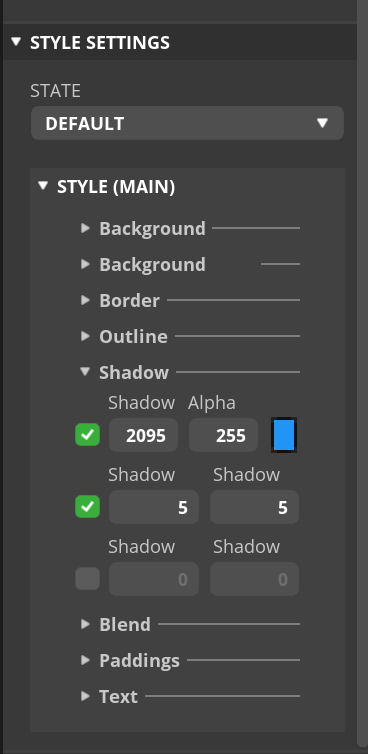 STYLE SETTINGS
STATE
DEFAULT
STYLE (MAIN)
Background
Background
Border
Outline
Shadow
Shadow Alpha
2095 255
Shadow Shadow
5 5
Shadow Shadow
0 0
Blend
Paddings
Text